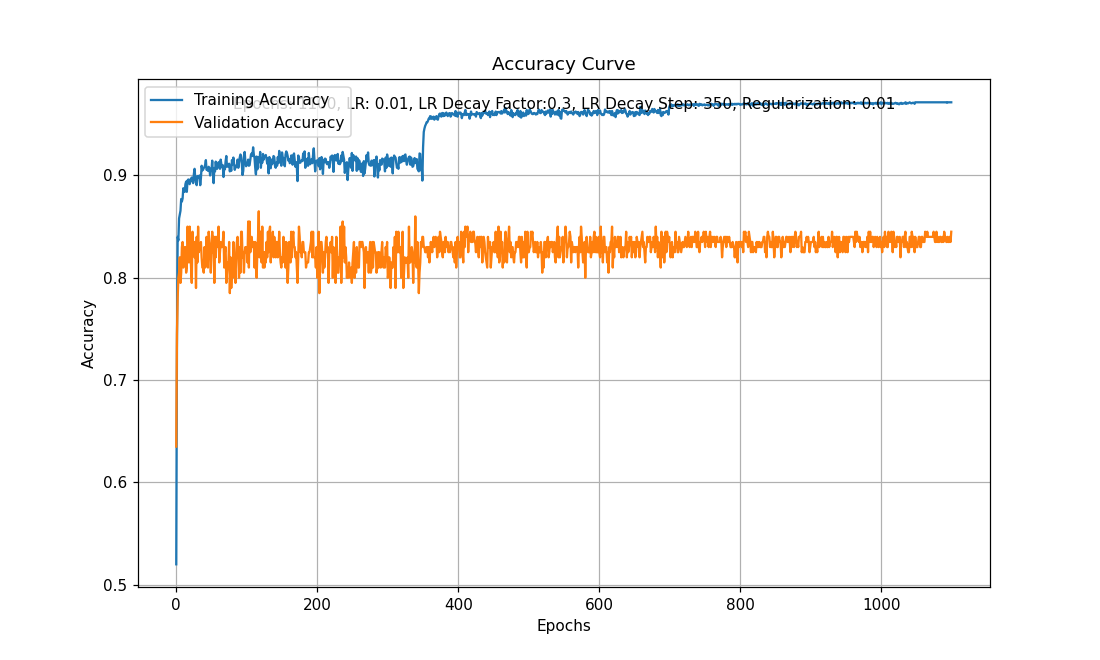 Accuracy Curve
Epochs: 1100, LR: 0.01, LR Decay Factor:0.3, LR Decay Step: 350, Regularization: 0.01
Training Accuracy
Validation Accuracy
Accuracy
0.9
0.8
0.7
0.6
0.5
0
200
400
600
800
1000
Epochs